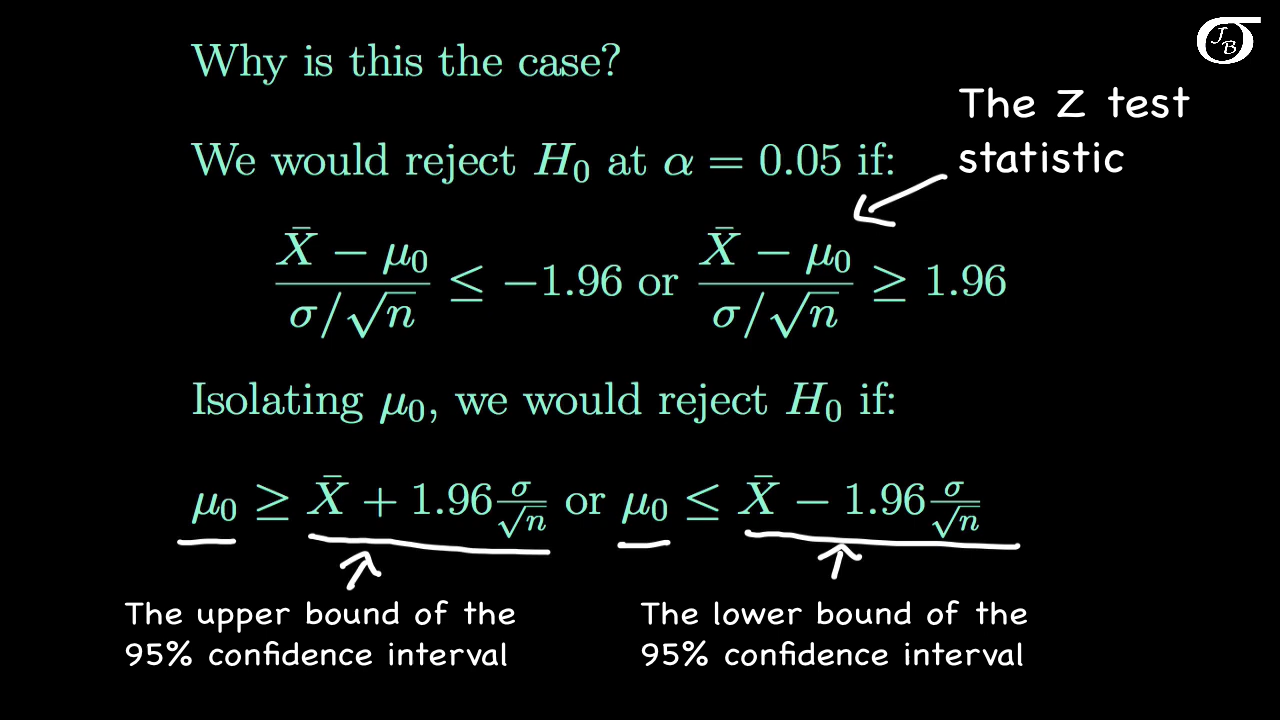 JB
Why is this the case?
The Z test
statistic
We would reject H₀ at α = 0.05 if:
(X̄ − μ₀)/(σ/√n) ≤ −1.96 or (X̄ − μ₀)/(σ/√n) ≥ 1.96
Isolating μ₀, we would reject H₀ if:
μ₀ ≥ X̄ + 1.96 σ/√n or μ₀ ≤ X̄ − 1.96 σ/√n
The upper bound of the
95% confidence interval
The lower bound of the
95% confidence interval